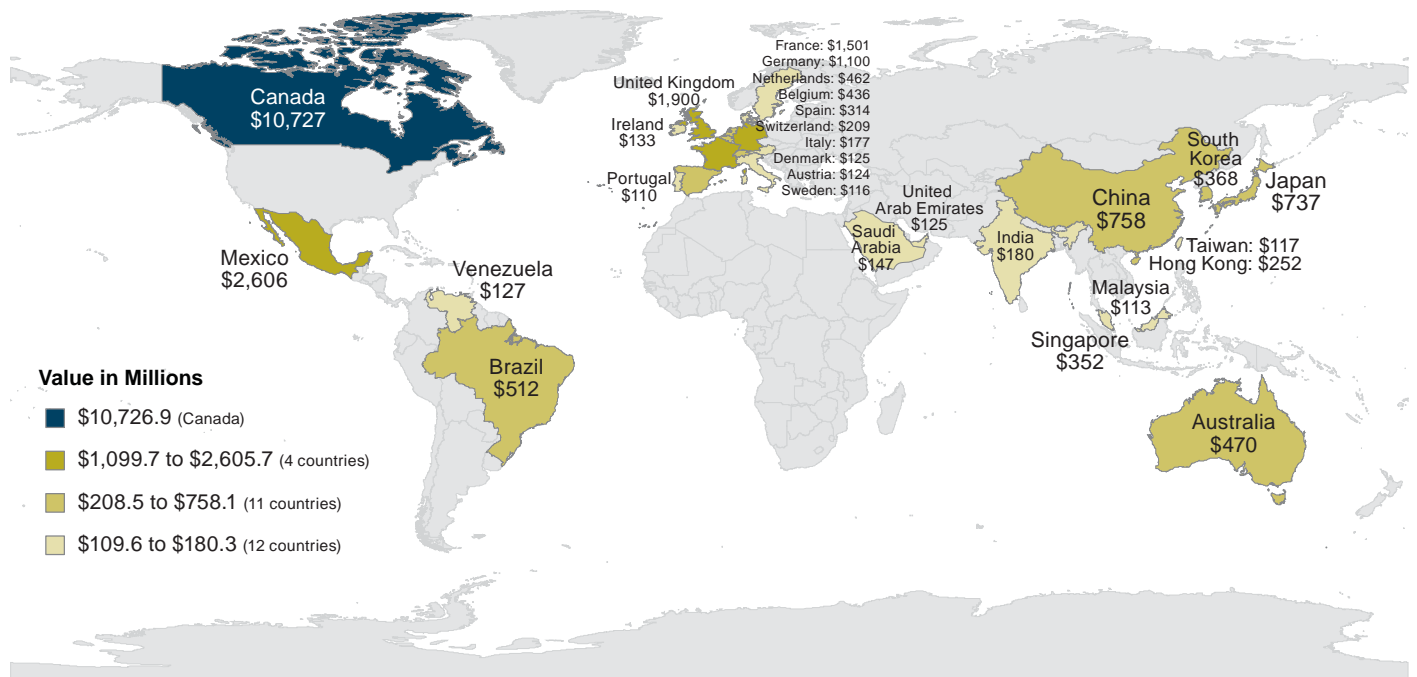 Canada
$10,727
United Kingdom
$1,900
Ireland
$133
Portugal
$110
France: $1,501
Germany: $1,100
Netherlands: $462
Belgium: $436
Spain: $314
Switzerland: $209
Italy: $177
Denmark: $125
Austria: $124
Sweden: $116
United
Arab Emirates
$125
Saudi
Arabia
$147
India
$180
China
$758
South
Korea
$368
Japan
$737
Taiwan: $117
Hong Kong: $252
Malaysia
$113
Singapore
$352
Australia
$470
Mexico
$2,606
Venezuela
$127
Brazil
$512
Value in Millions
$10,726.9 (Canada)
$1,099.7 to $2,605.7 (4 countries)
$208.5 to $758.1 (11 countries)
$109.6 to $180.3 (12 countries)